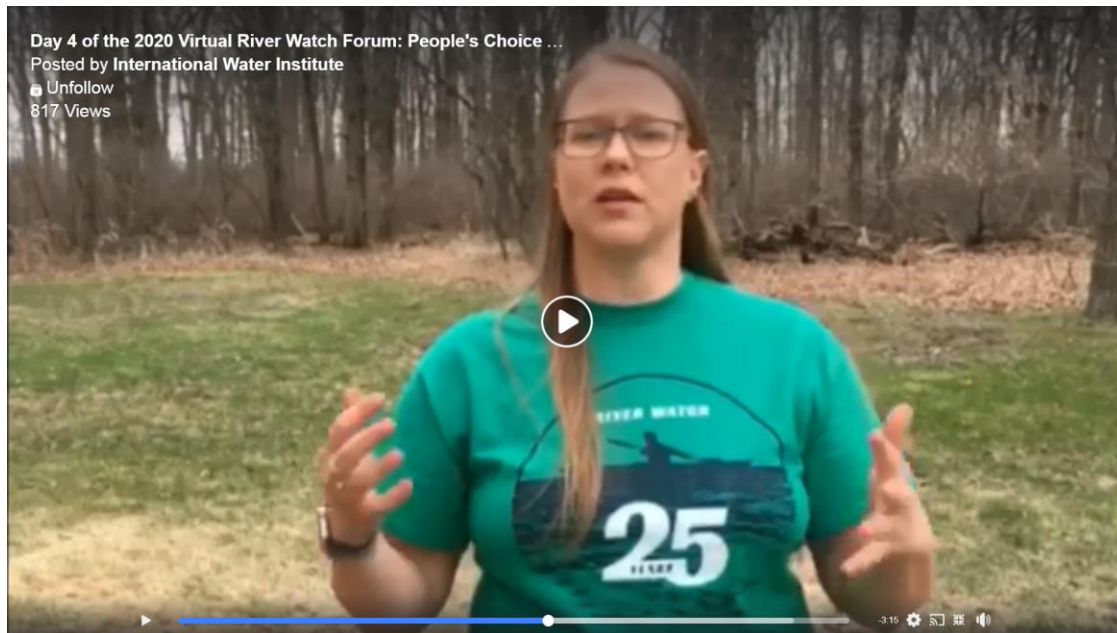 Day 4 of the 2020 Virtual River Watch Forum: People's Choice ...
Posted by International Water Institute
Unfollow
817 Views
RIVER WATCH
25
YEARS
-3:15